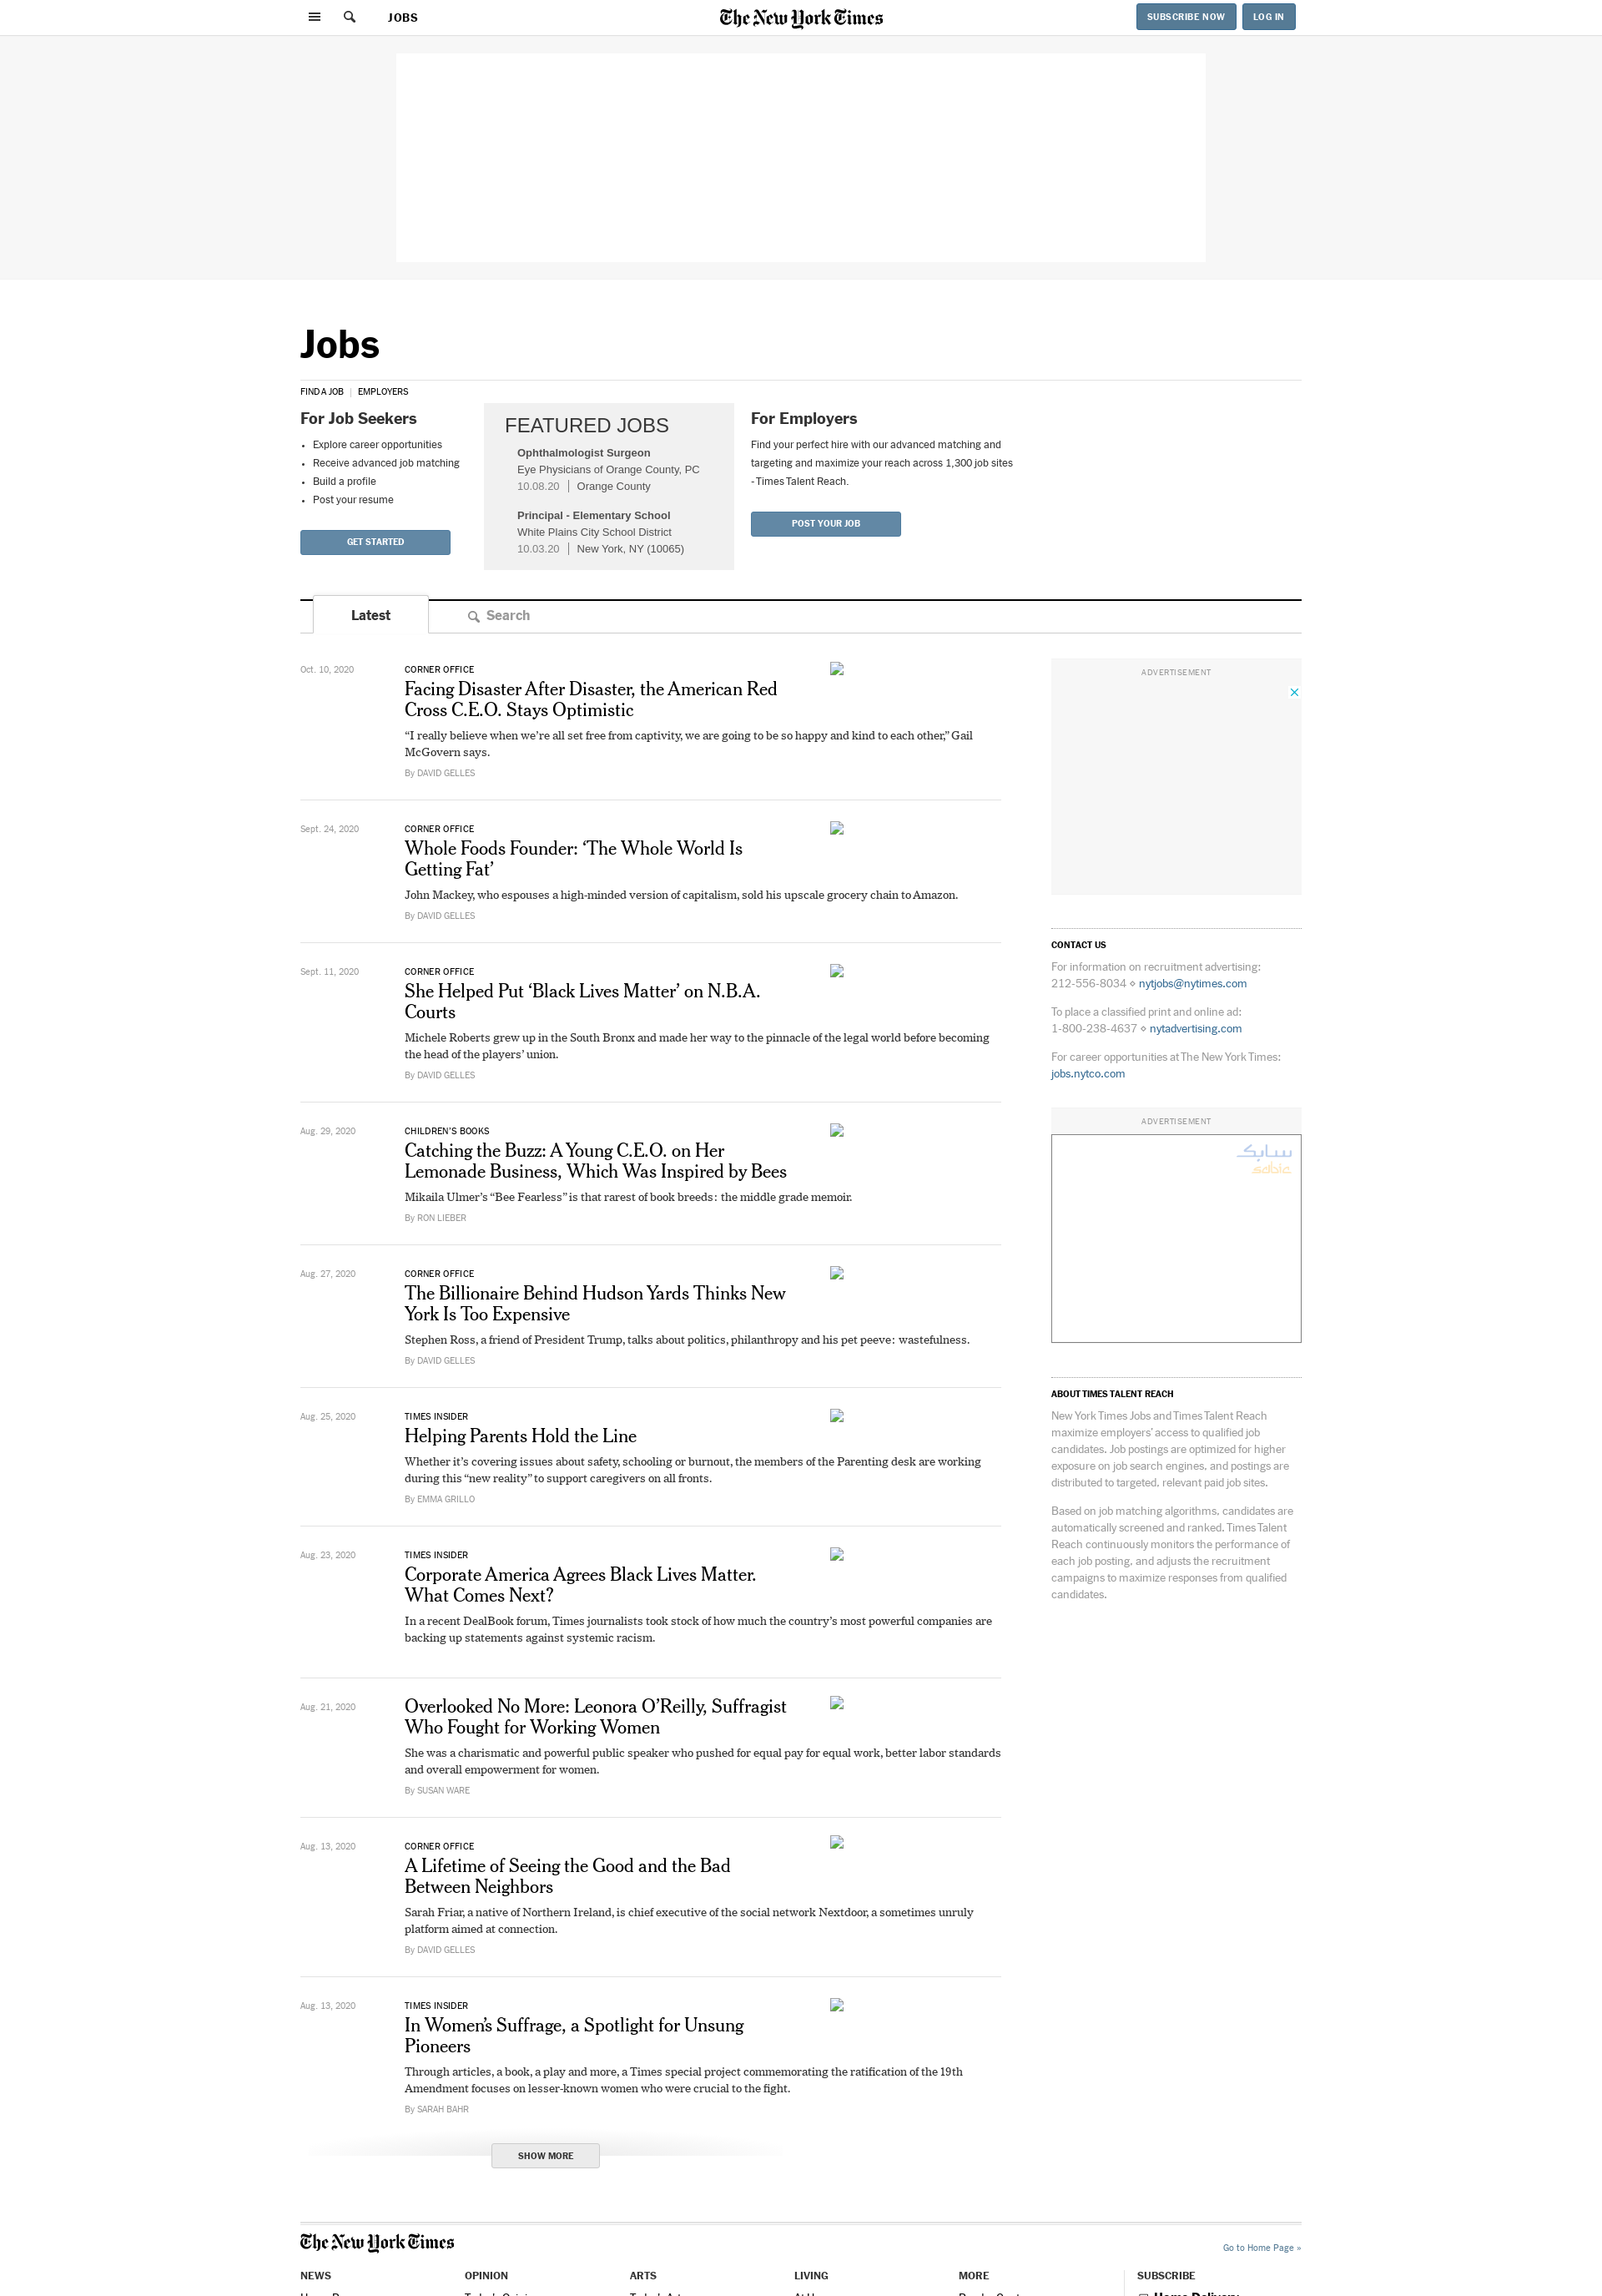 JOBS
The New York Times
SUBSCRIBE NOW
LOG IN
Jobs
FIND A JOB | EMPLOYERS
For Job Seekers
Explore career opportunities
Receive advanced job matching
Build a profile
Post your resume
GET STARTED
FEATURED JOBS
Ophthalmologist Surgeon
Eye Physicians of Orange County, PC
10.08.20 | Orange County
Principal - Elementary School
White Plains City School District
10.03.20 | New York, NY (10065)
For Employers
Find your perfect hire with our advanced matching and
targeting and maximize your reach across 1,300 job sites
- Times Talent Reach.
POST YOUR JOB
Latest
Search
Oct. 10, 2020
CORNER OFFICE
Facing Disaster After Disaster, the American Red
Cross C.E.O. Stays Optimistic
“I really believe when we’re all set free from captivity, we are going to be so happy and kind to each other,” Gail
McGovern says.
By DAVID GELLES
Sept. 24, 2020
CORNER OFFICE
Whole Foods Founder: ‘The Whole World Is
Getting Fat’
John Mackey, who espouses a high-minded version of capitalism, sold his upscale grocery chain to Amazon.
By DAVID GELLES
Sept. 11, 2020
CORNER OFFICE
She Helped Put ‘Black Lives Matter’ on N.B.A.
Courts
Michele Roberts grew up in the South Bronx and made her way to the pinnacle of the legal world before becoming
the head of the players’ union.
By DAVID GELLES
Aug. 29, 2020
CHILDREN’S BOOKS
Catching the Buzz: A Young C.E.O. on Her
Lemonade Business, Which Was Inspired by Bees
Mikaila Ulmer’s “Bee Fearless” is that rarest of book breeds: the middle grade memoir.
By RON LIEBER
Aug. 27, 2020
CORNER OFFICE
The Billionaire Behind Hudson Yards Thinks New
York Is Too Expensive
Stephen Ross, a friend of President Trump, talks about politics, philanthropy and his pet peeve: wastefulness.
By DAVID GELLES
Aug. 25, 2020
TIMES INSIDER
Helping Parents Hold the Line
Whether it’s covering issues about safety, schooling or burnout, the members of the Parenting desk are working
during this “new reality” to support caregivers on all fronts.
By EMMA GRILLO
Aug. 23, 2020
TIMES INSIDER
Corporate America Agrees Black Lives Matter.
What Comes Next?
In a recent DealBook forum, Times journalists took stock of how much the country’s most powerful companies are
backing up statements against systemic racism.
Aug. 21, 2020
Overlooked No More: Leonora O’Reilly, Suffragist
Who Fought for Working Women
She was a charismatic and powerful public speaker who pushed for equal pay for equal work, better labor standards
and overall empowerment for women.
By SUSAN WARE
Aug. 13, 2020
CORNER OFFICE
A Lifetime of Seeing the Good and the Bad
Between Neighbors
Sarah Friar, a native of Northern Ireland, is chief executive of the social network Nextdoor, a sometimes unruly
platform aimed at connection.
By DAVID GELLES
Aug. 13, 2020
TIMES INSIDER
In Women’s Suffrage, a Spotlight for Unsung
Pioneers
Through articles, a book, a play and more, a Times special project commemorating the ratification of the 19th
Amendment focuses on lesser-known women who were crucial to the fight.
By SARAH BAHR
SHOW MORE
ADVERTISEMENT
CONTACT US
For information on recruitment advertising:
212-556-8034 ⋄ nytjobs@nytimes.com
To place a classified print and online ad:
1-800-238-4637 ⋄ nytadvertising.com
For career opportunities at The New York Times:
jobs.nytco.com
ADVERTISEMENT
سابك
sabic
ABOUT TIMES TALENT REACH
New York Times Jobs and Times Talent Reach
maximize employers’ access to qualified job
candidates. Job postings are optimized for higher
exposure on job search engines, and postings are
distributed to targeted, relevant paid job sites.
Based on job matching algorithms, candidates are
automatically screened and ranked. Times Talent
Reach continuously monitors the performance of
each job posting, and adjusts the recruitment
campaigns to maximize responses from qualified
candidates.
The New York Times
Go to Home Page »
NEWS
OPINION
ARTS
LIVING
MORE
SUBSCRIBE